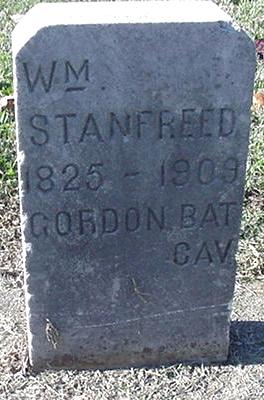 WM.
STANFREED
1825 - 1909
GORDON BAT
CAV